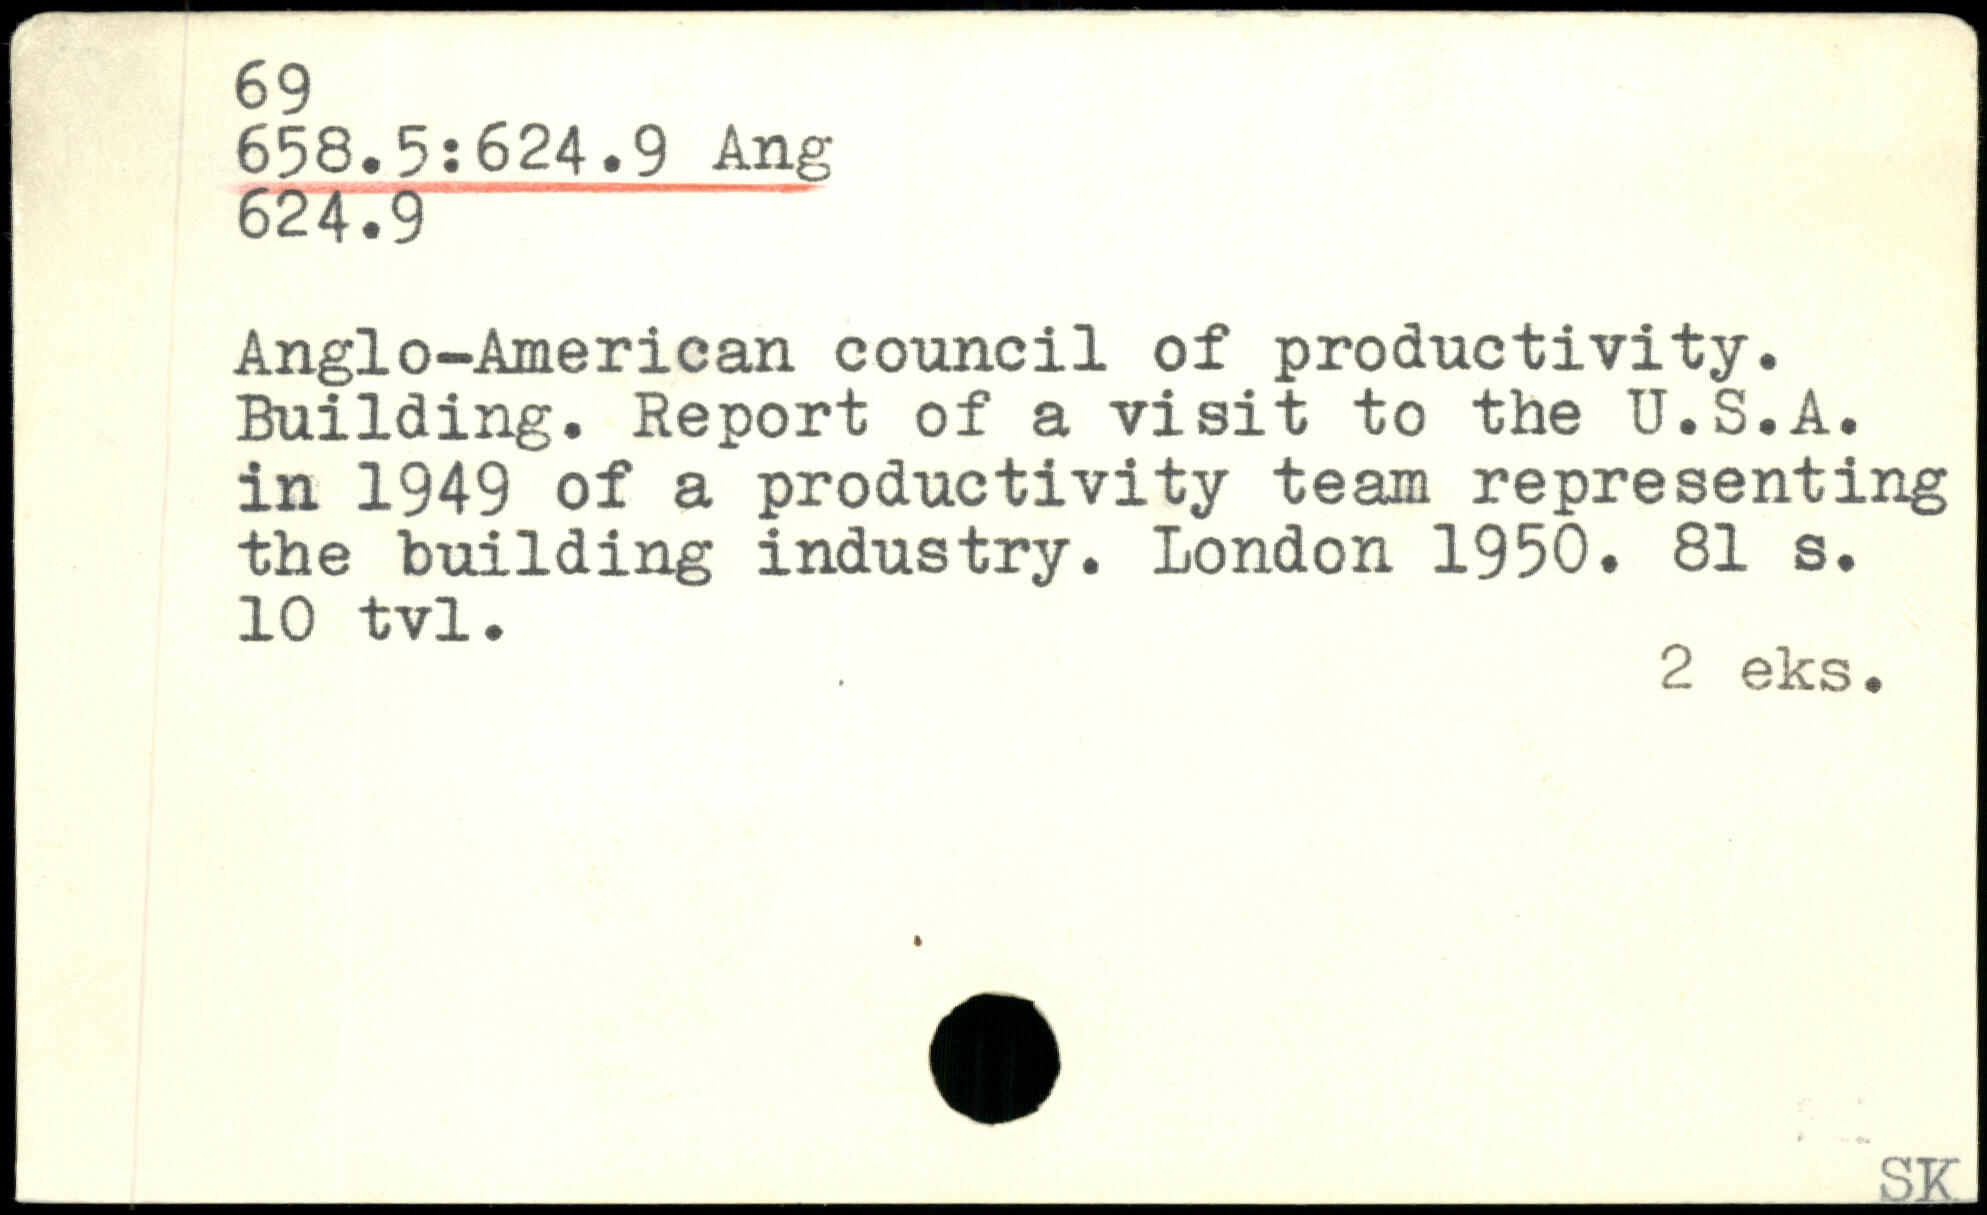 69
658.5:624.9 Ang
624.9
Anglo-American council of productivity.
Building. Report of a visit to the U.S.A.
in 1949 of a productivity team representing
the building industry. London 1950. 81 s.
10 tvl.
2 eks.
SK